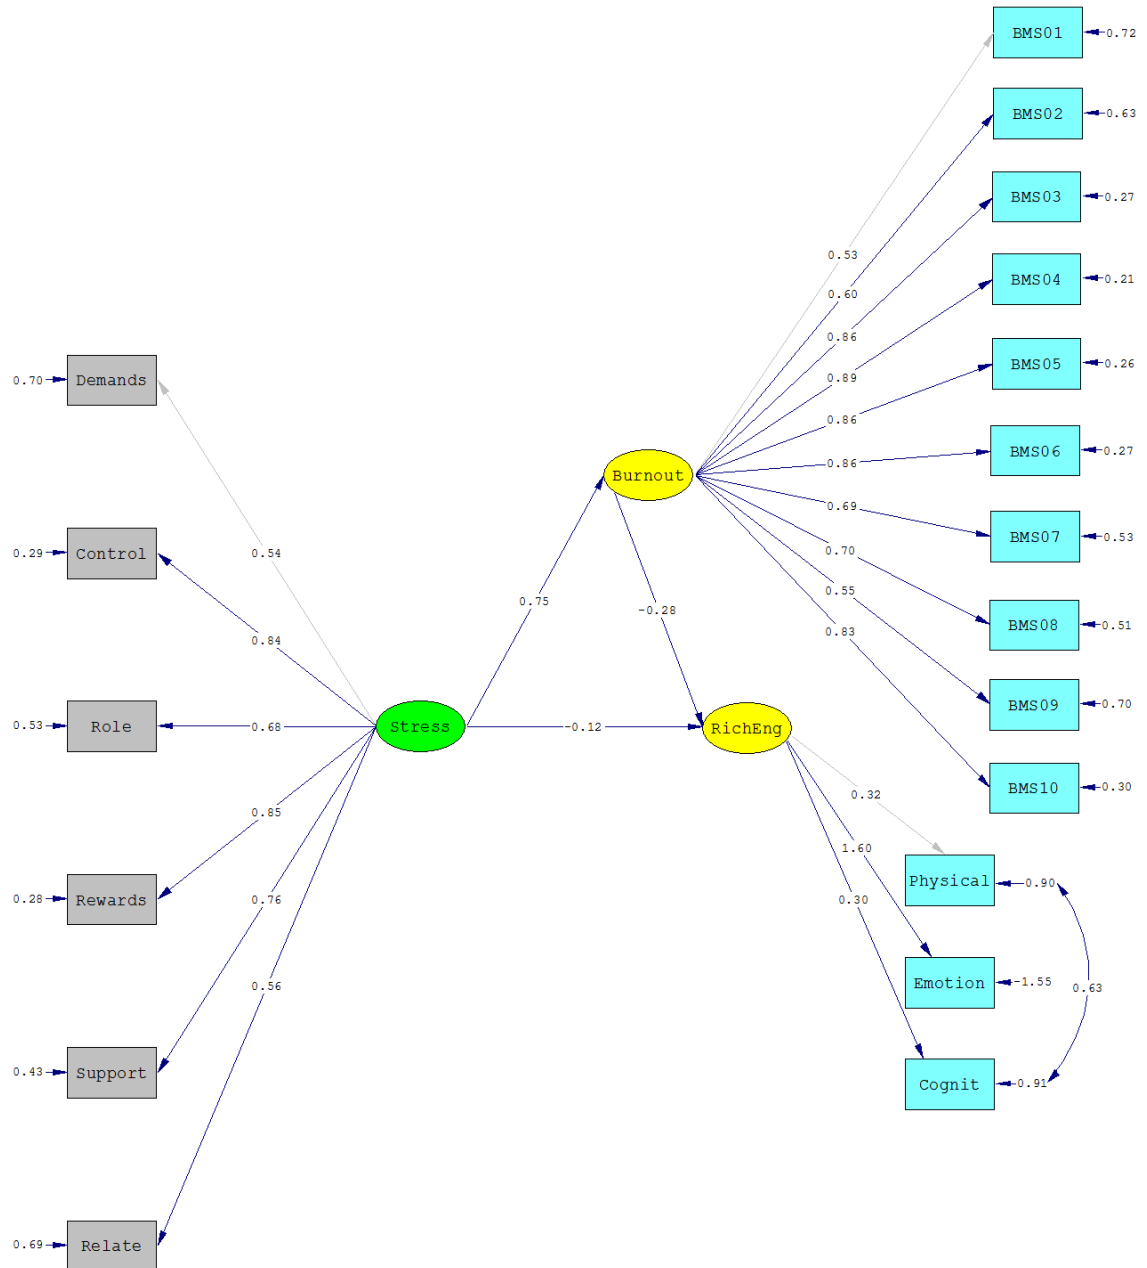 BMS01
0.72
BMS02
0.63
BMS03
0.27
0.53
BMS04
0.21
0.60
0.86
BMS05
0.26
0.70
Demands
0.89
0.86
BMS06
0.27
0.86
Burnout
0.69
BMS07
0.53
0.29
Control
0.54
0.70
0.55
0.75
-0.28
BMS08
0.51
0.83
0.84
BMS09
0.70
0.53
Role
0.68
Stress
-0.12
RichEng
BMS10
0.30
0.32
0.85
1.60
Physical
0.90
0.28
Rewards
0.76
0.30
Emotion
-1.55
0.63
0.56
0.43
Support
Cognit
0.91
0.69
Relate